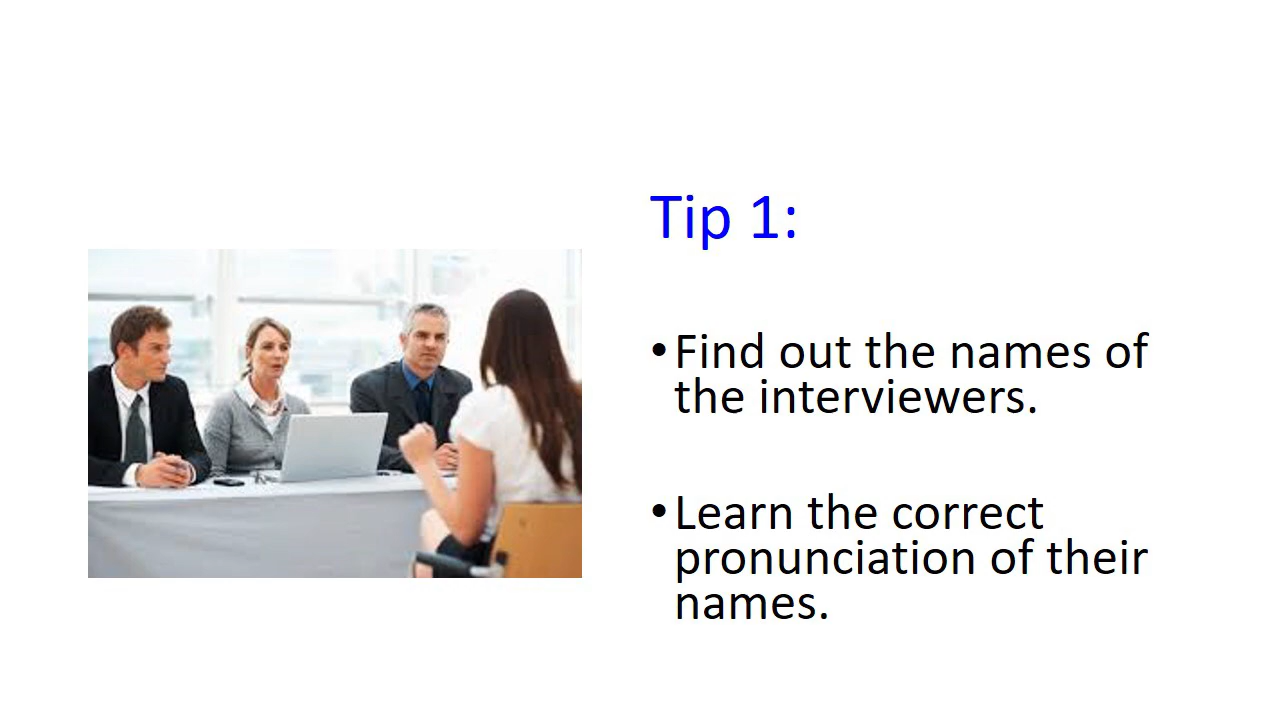 Tip 1:
•Find out the names of
the interviewers.
•Learn the correct
pronunciation of their
names.